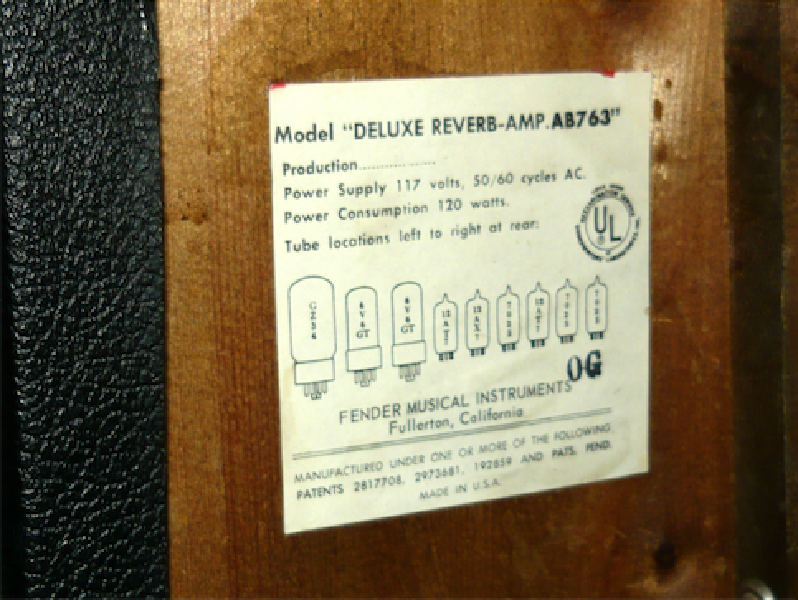 Model "DELUXE REVERB-AMP.AB763"
Production....................
Power Supply 117 volts, 50/60 cycles AC.
Power Consumption 120 watts.
Tube locations left to right at rear:
UL
GZ34 6V6GT 6V6GT 12AT7 12AX7 7025 12AT7 7025 7025
OG
FENDER MUSICAL INSTRUMENTS
Fullerton, California
MANUFACTURED UNDER ONE OR MORE OF THE FOLLOWING
PATENTS 2817708, 2973681, 192859 AND PATS. PEND.
MADE IN U.S.A.